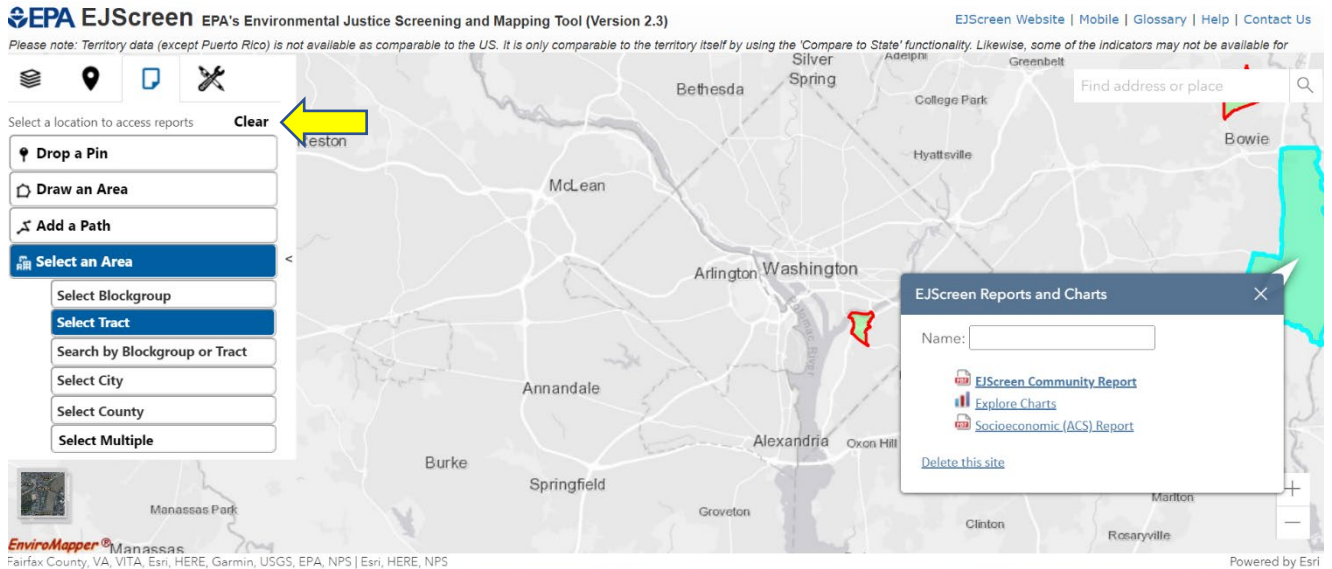 EPA EJScreen EPA's Environmental Justice Screening and Mapping Tool (Version 2.3)
EJScreen Website | Mobile | Glossary | Help | Contact Us
Please note: Territory data (except Puerto Rico) is not available as comparable to the US. It is only comparable to the territory itself by using the 'Compare to State' functionality. Likewise, some of the indicators may not be available for
Select a location to access reports
Clear
Drop a Pin
Draw an Area
Add a Path
Select an Area
<
Select Blockgroup
Select Tract
Search by Blockgroup or Tract
Select City
Select County
Select Multiple
Find address or place
Silver
Spring
Adelphi
Greenbelt
Bethesda
College Park
Bowie
Hyattsville
McLean
Arlington
Washington
Potomac River
Annandale
Alexandria
Oxon Hill
Burke
Springfield
Groveton
Manassas Park
Manassas
Clinton
Marlton
Rosaryville
EJScreen Reports and Charts
Name:
PDF EJScreen Community Report
Explore Charts
PDF Socioeconomic (ACS) Report
Delete this site
+
−
EnviroMapper ®
Fairfax County, VA, VITA, Esri, HERE, Garmin, USGS, EPA, NPS | Esri, HERE, NPS
Powered by Esri